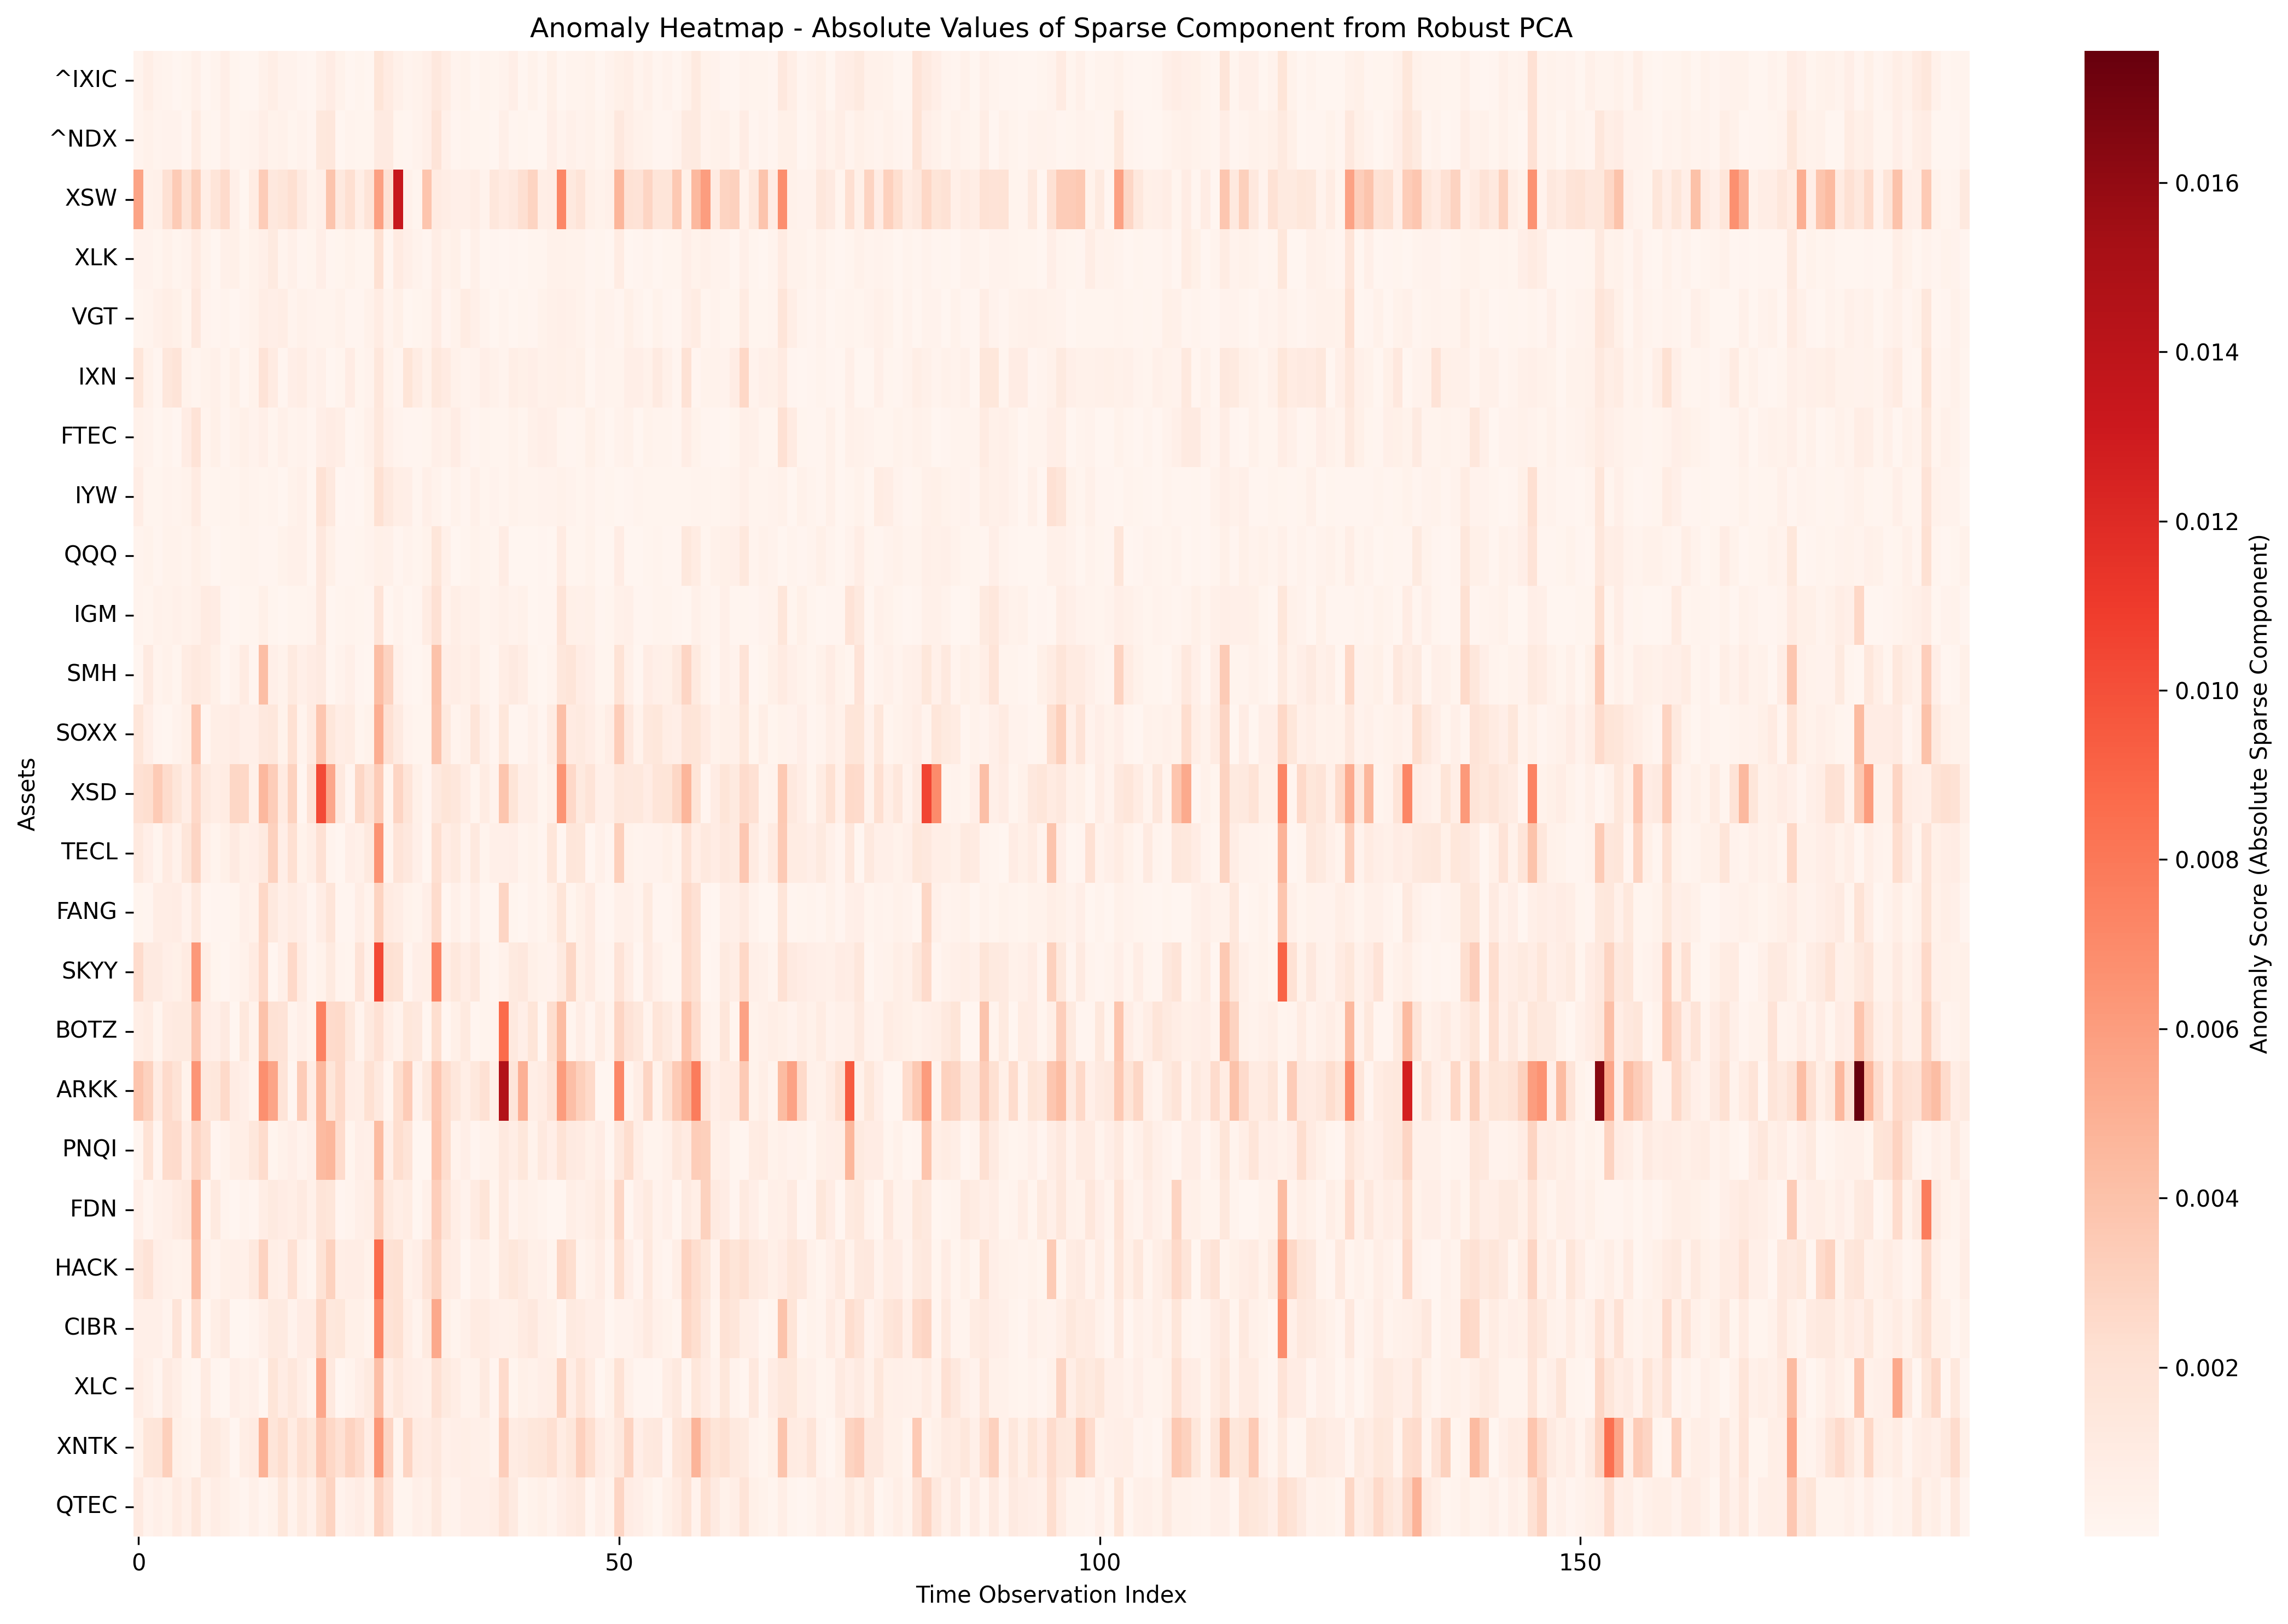 Anomaly Heatmap - Absolute Values of Sparse Component from Robust PCA
Assets
^IXIC
^NDX
XSW
XLK
VGT
IXN
FTEC
IYW
QQQ
IGM
SMH
SOXX
XSD
TECL
FANG
SKYY
BOTZ
ARKK
PNQI
FDN
HACK
CIBR
XLC
XNTK
QTEC
0 50 100 150
Time Observation Index
0.016
0.014
0.012
0.010
0.008
0.006
0.004
0.002
Anomaly Score (Absolute Sparse Component)